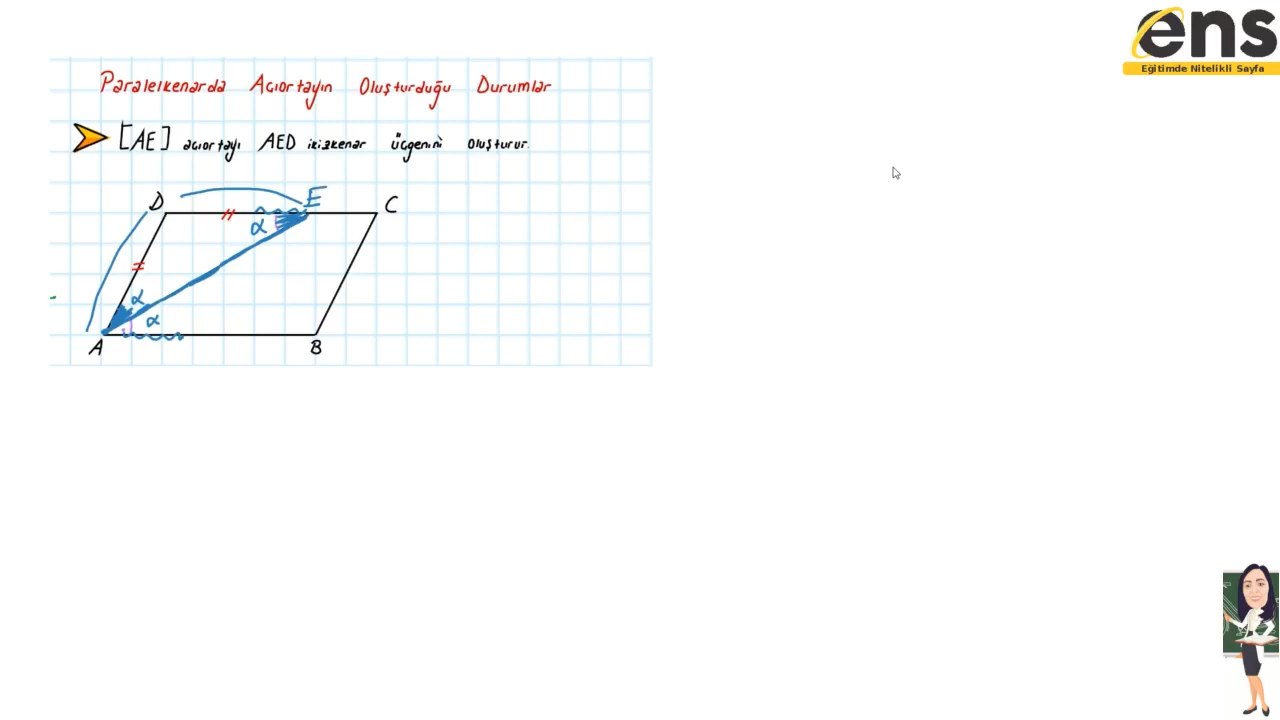 ens
Eğitimde Nitelikli Sayfa
Paralelkenarda Açıortayın Oluşturduğu Durumlar
[AE] açıortayı AED ikizkenar üçgenini oluşturur.
D E C
α
α
α
A B